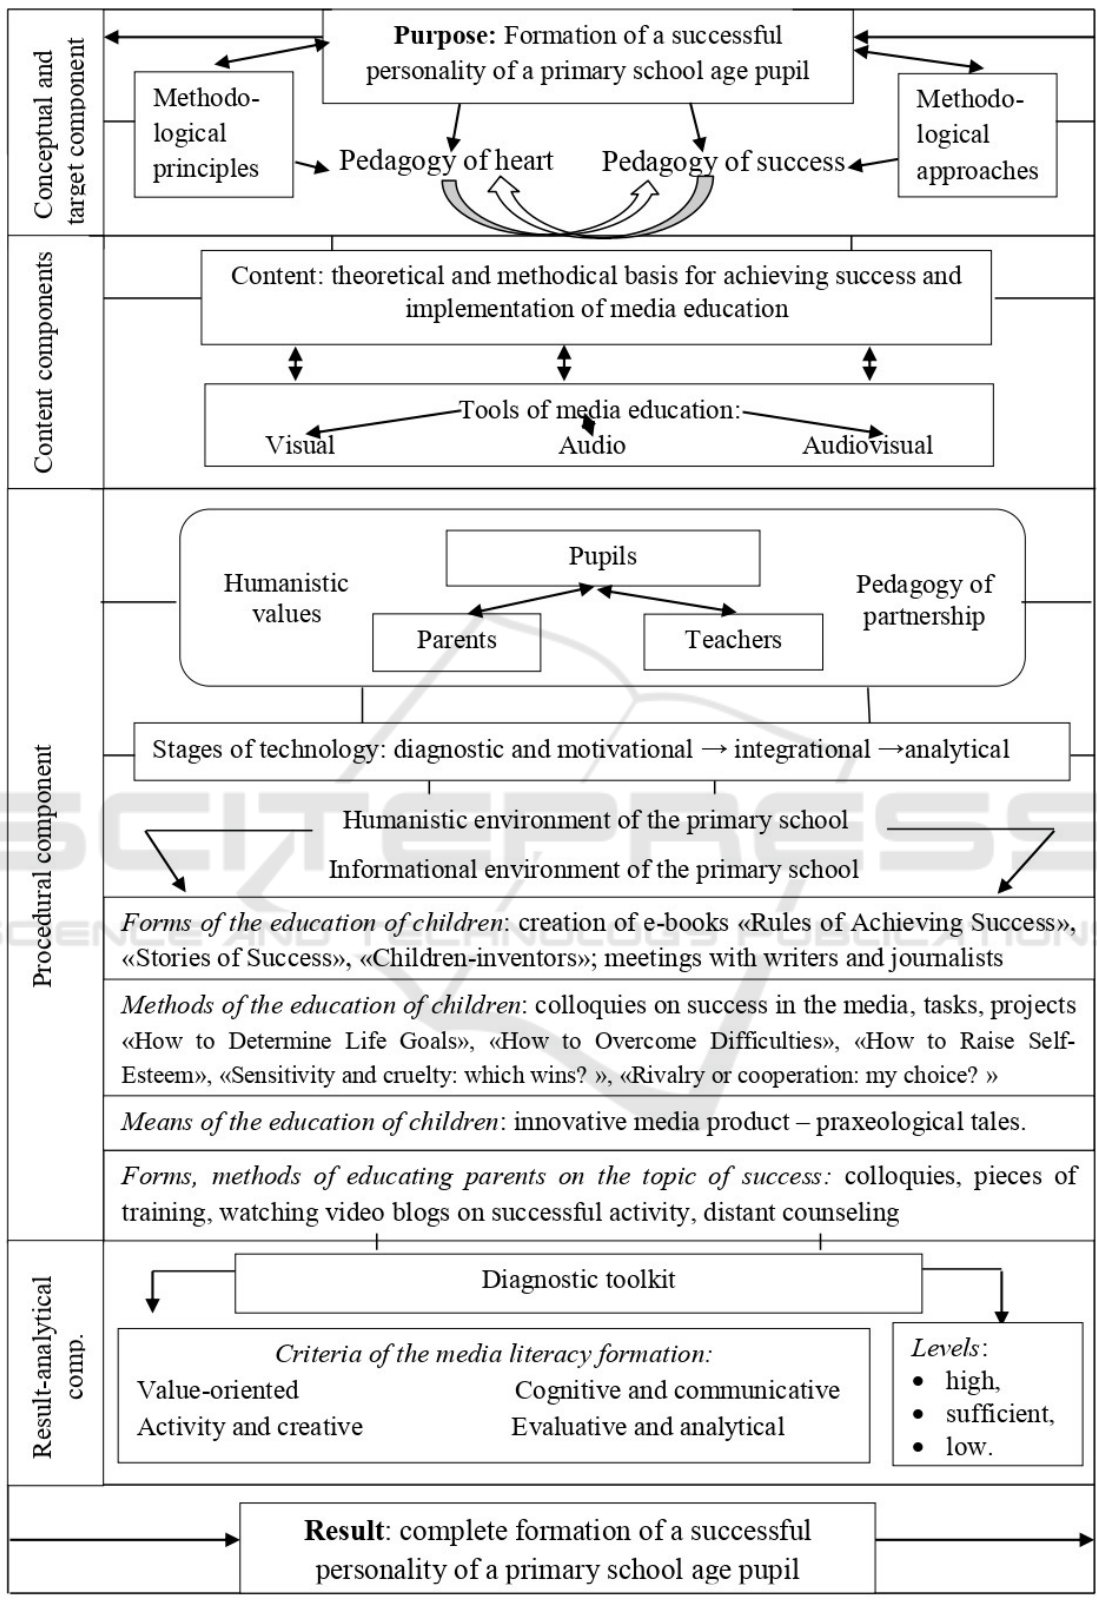 Conceptual and
target component
Purpose: Formation of a successful
personality of a primary school age pupil
Methodo-
logical
principles
Methodo-
logical
approaches
Pedagogy of heart
Pedagogy of success
Content components
Content: theoretical and methodical basis for achieving success and
implementation of media education
Tools of media education:
Visual
Audio
Audiovisual
Procedural component
Humanistic
values
Pupils
Parents
Teachers
Pedagogy of
partnership
Stages of technology: diagnostic and motivational → integrational →analytical
Humanistic environment of the primary school
Informational environment of the primary school
SCITEPRESS
SCIENCE AND TECHNOLOGY PUBLICATIONS
Forms of the education of children: creation of e-books «Rules of Achieving Success»,
«Stories of Success», «Children-inventors»; meetings with writers and journalists
Methods of the education of children: colloquies on success in the media, tasks, projects
«How to Determine Life Goals», «How to Overcome Difficulties», «How to Raise Self-
Esteem», «Sensitivity and cruelty: which wins? », «Rivalry or cooperation: my choice? »
Means of the education of children: innovative media product – praxeological tales.
Forms, methods of educating parents on the topic of success: colloquies, pieces of
training, watching video blogs on successful activity, distant counseling
Result-analytical
comp.
Diagnostic toolkit
Criteria of the media literacy formation:
Value-oriented
Cognitive and communicative
Activity and creative
Evaluative and analytical
Levels:
• high,
• sufficient,
• low.
Result: complete formation of a successful
personality of a primary school age pupil